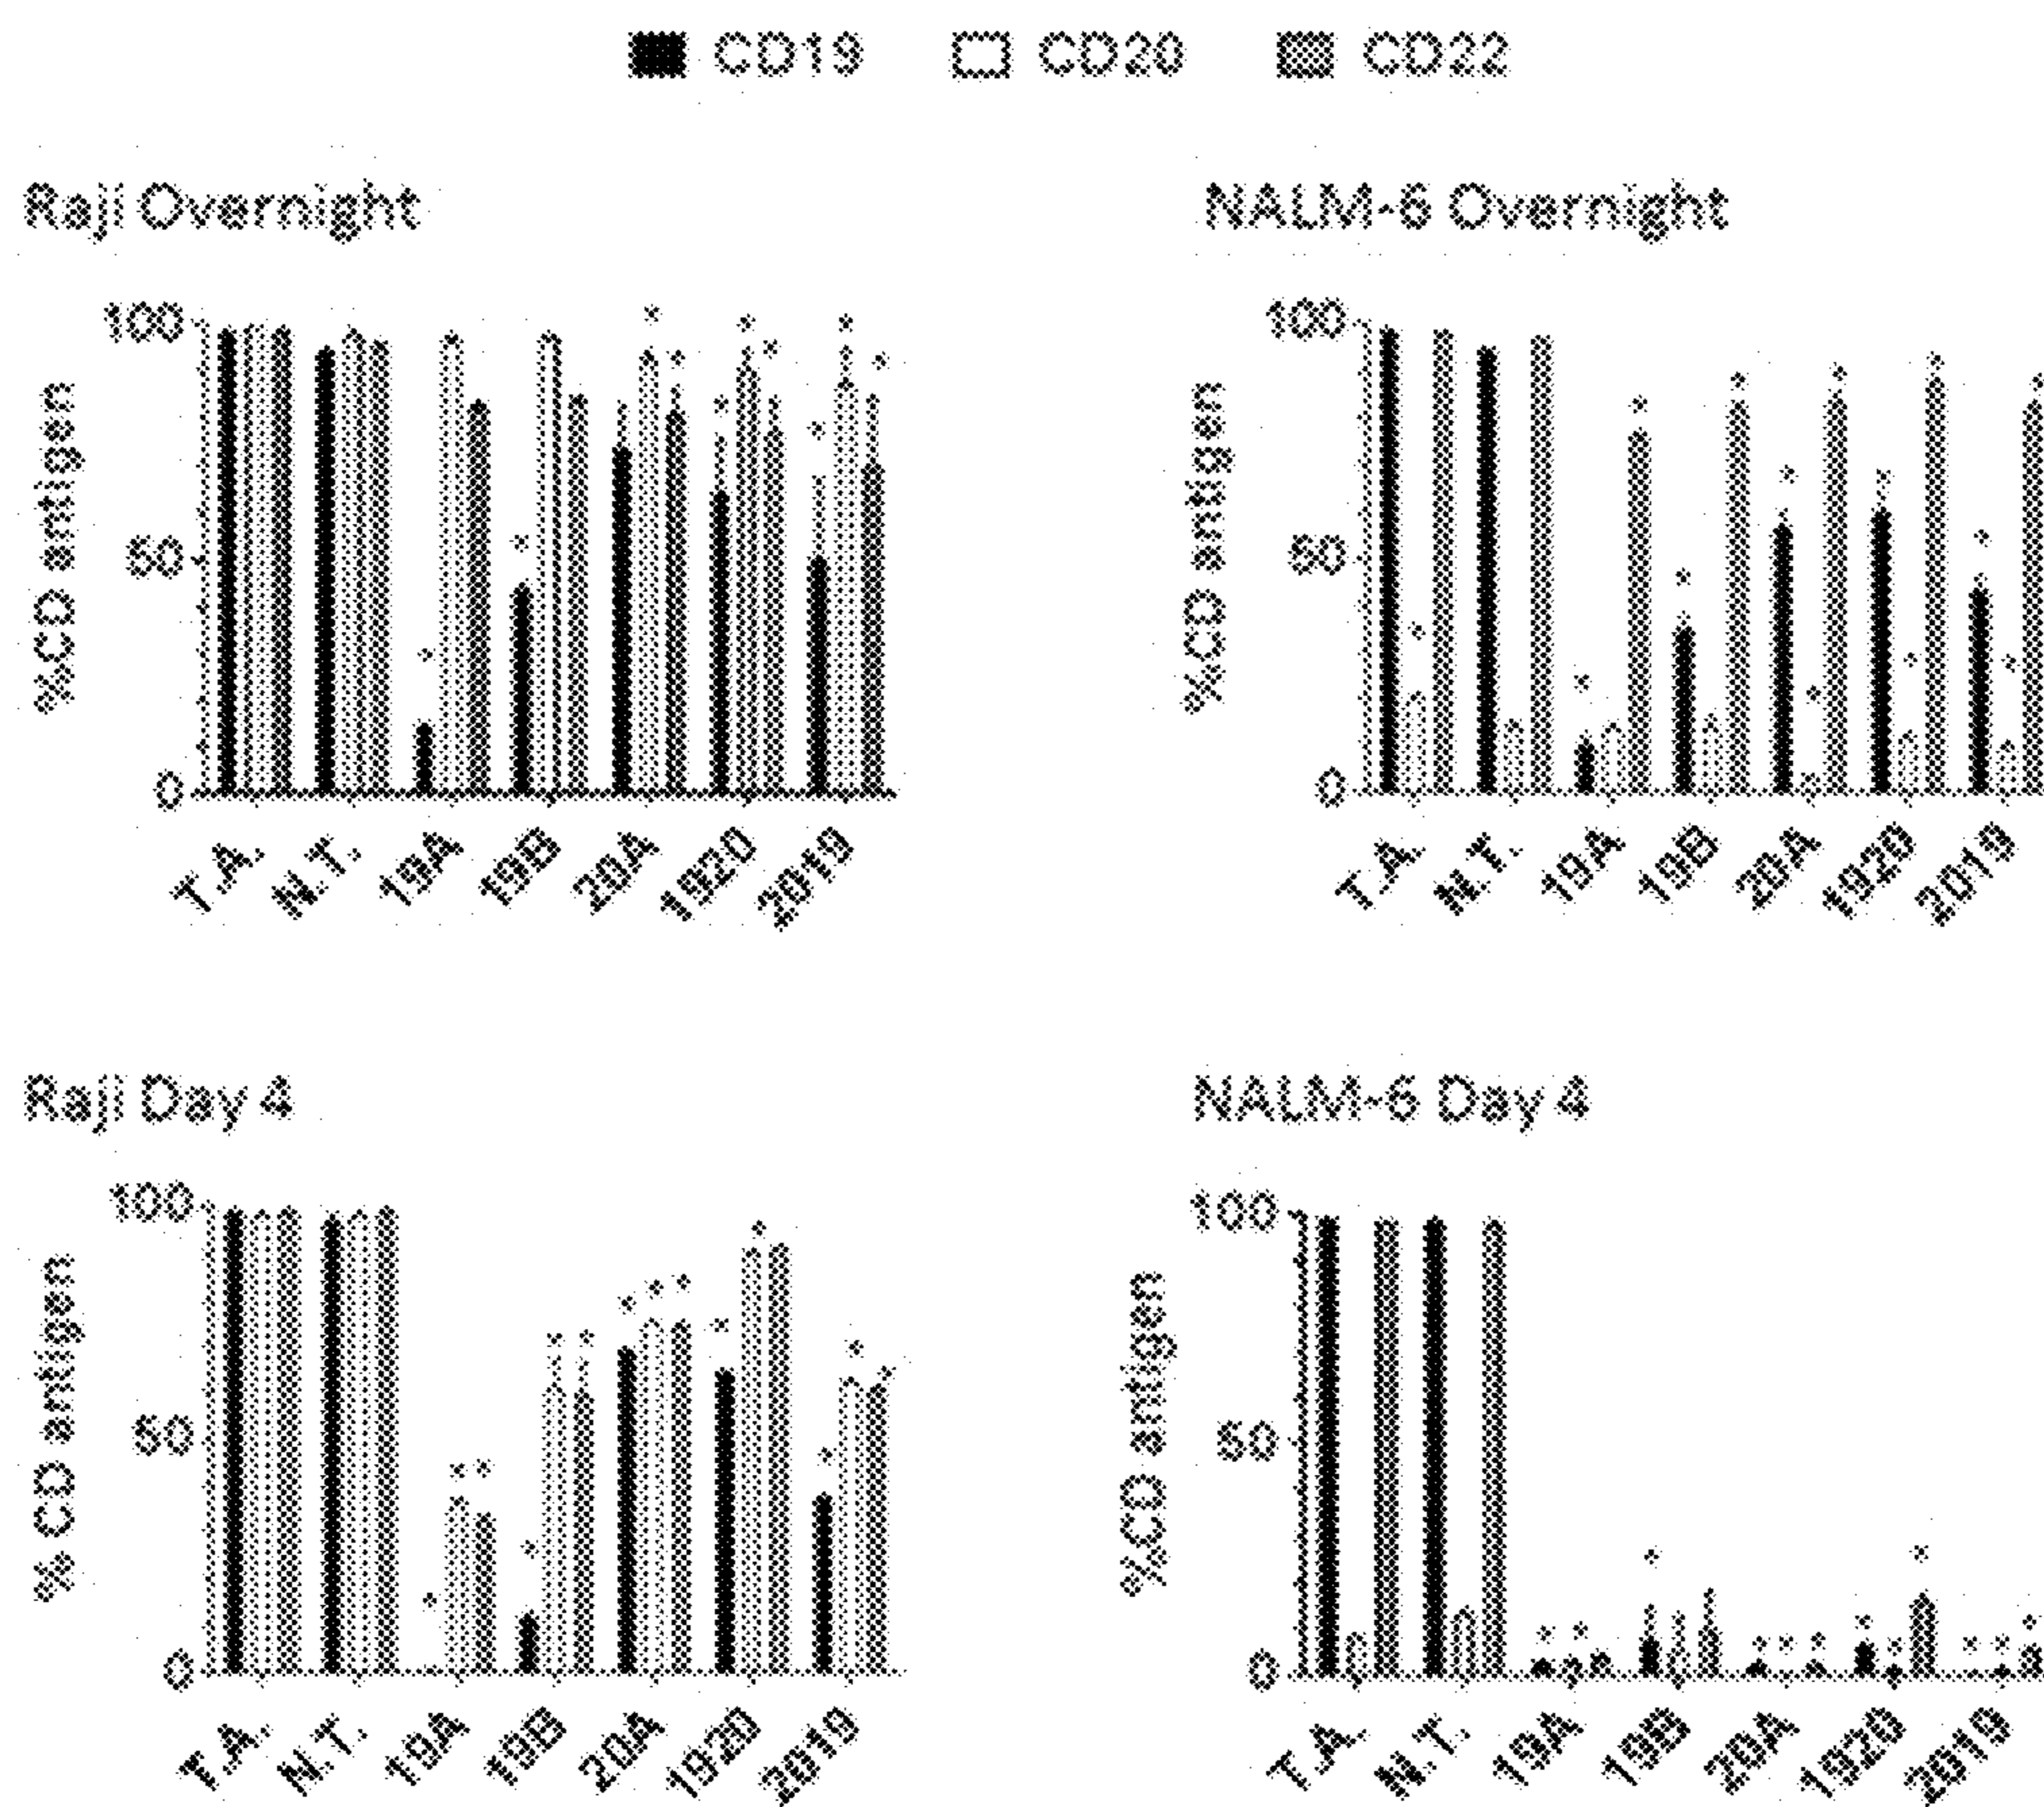 CD19 CD20 CD22
Raji Overnight
%CD antigen
100
50
0
T.A. N.T. 19A 19B 20A 1920 2019
NALM-6 Overnight
%CD antigen
100
50
0
T.A. N.T. 19A 19B 20A 1920 2019
Raji Day 4
% CD antigen
100
50
0
T.A. N.T. 19A 19B 20A 1920 2019
NALM-6 Day 4
%CD antigen
100
50
0
T.A. N.T. 19A 19B 20A 1920 2019